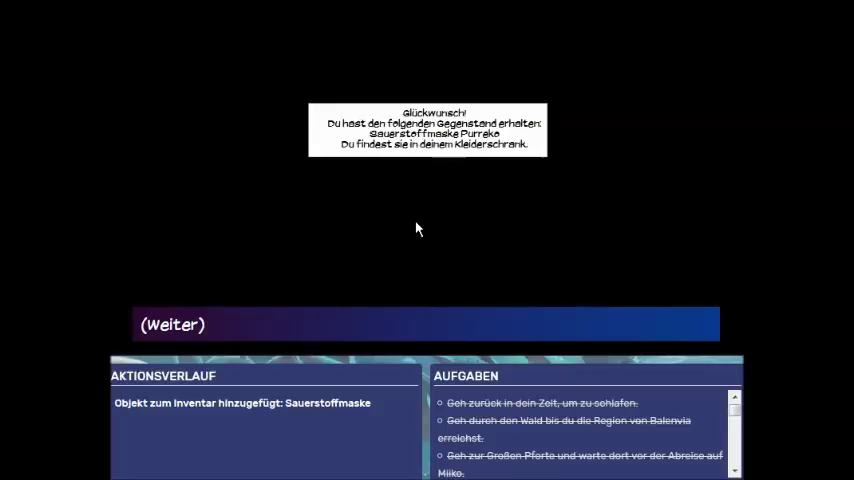 Glückwunsch!
Du hast den folgenden Gegenstand erhalten:
Sauerstoffmaske Purreko
Du findest sie in deinem Kleiderschrank.
(Weiter)
AKTIONSVERLAUF
Objekt zum Inventar hinzugefügt: Sauerstoffmaske
AUFGABEN
Geh zurück in dein Zelt, um zu schlafen.
Geh durch den Wald bis du die Region von Balenvia
erreichst.
Geh zur Großen Pforte und warte dort vor der Abreise auf
Miiko.